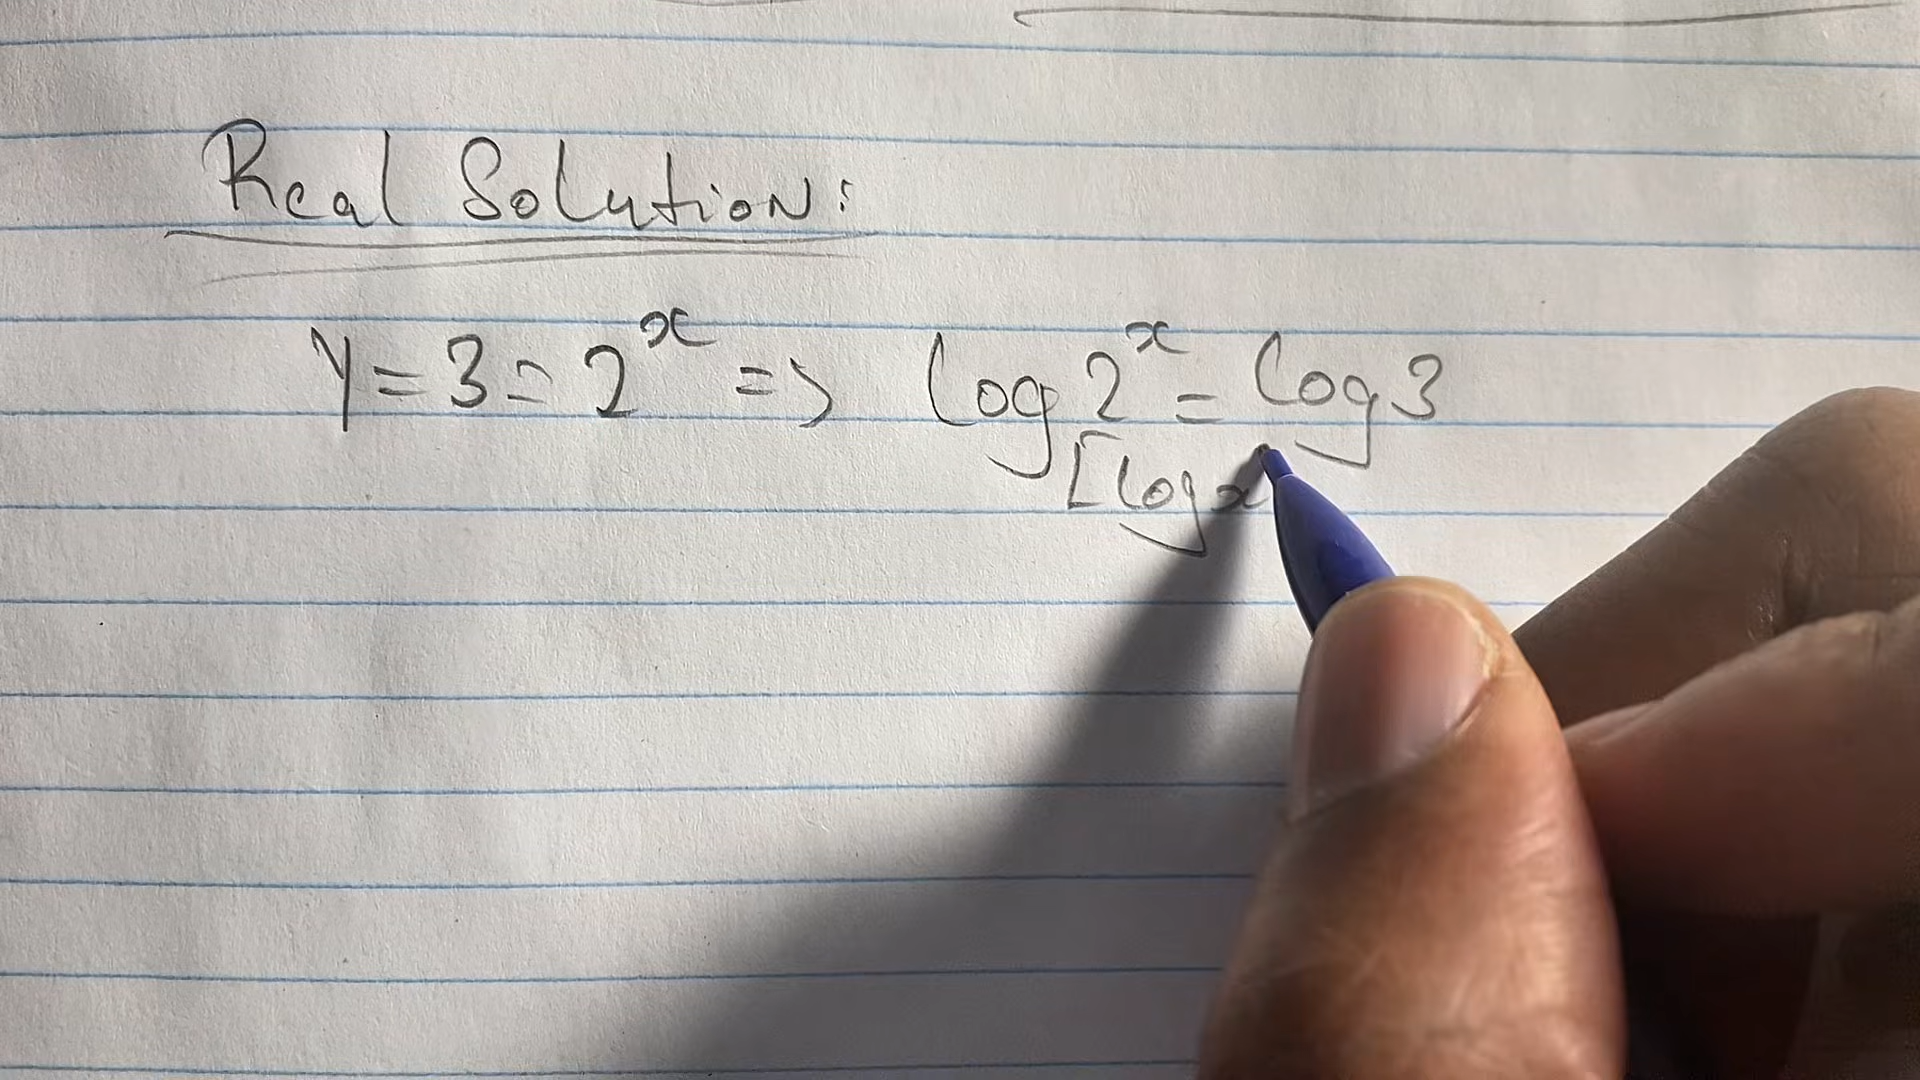 Real Solution:
y = 3 = 2^x => log 2^x = log 3
[log x